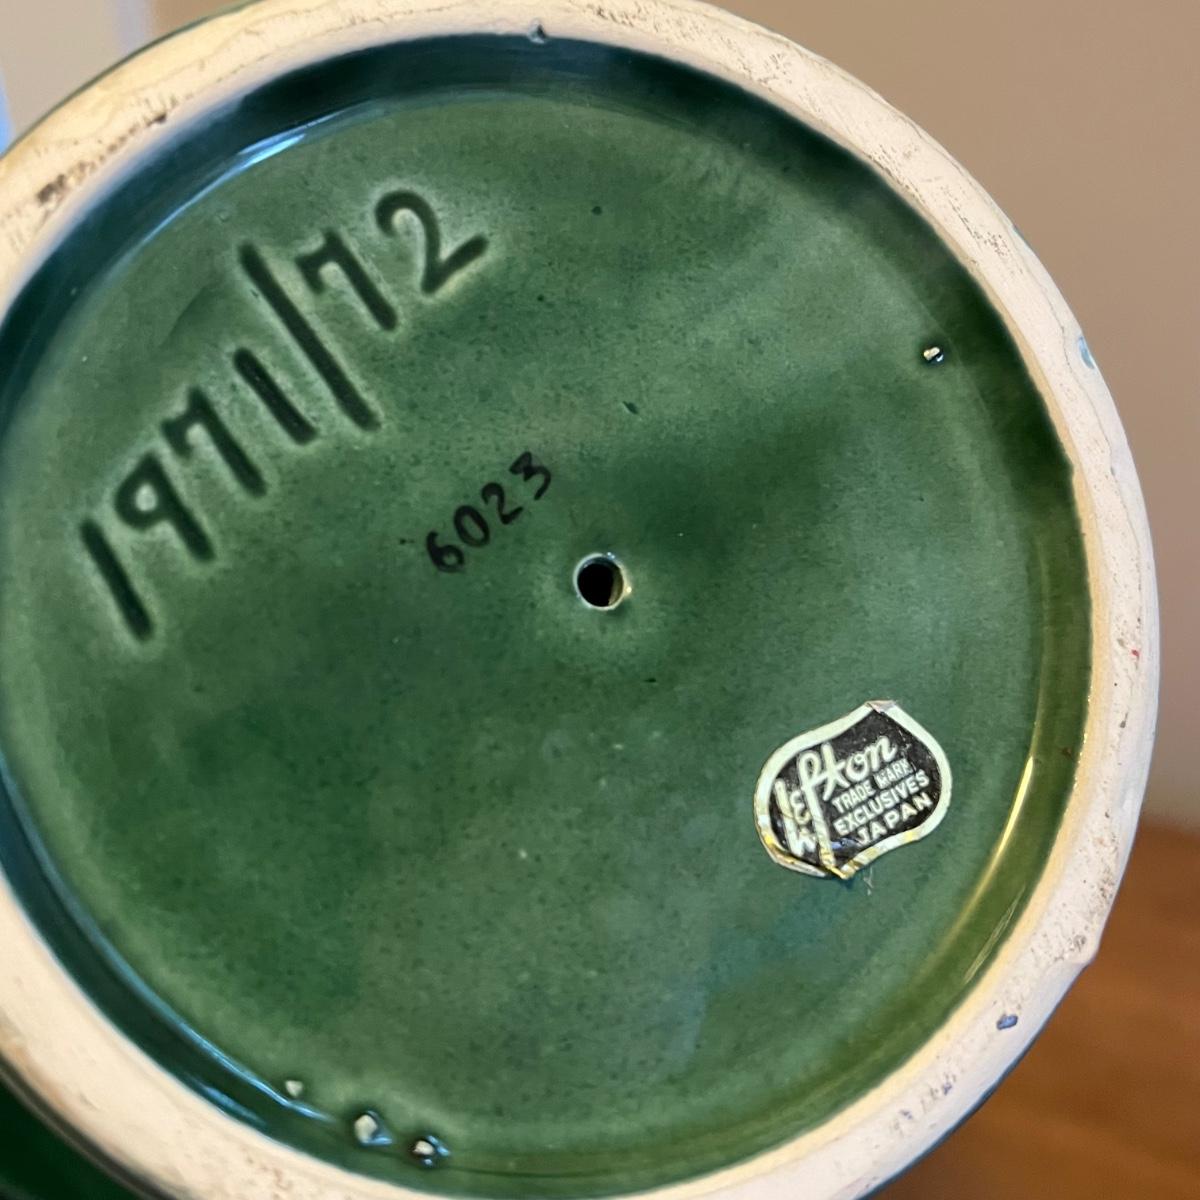 1971/72
6023
Lefton
TRADE MARK
EXCLUSIVES
JAPAN